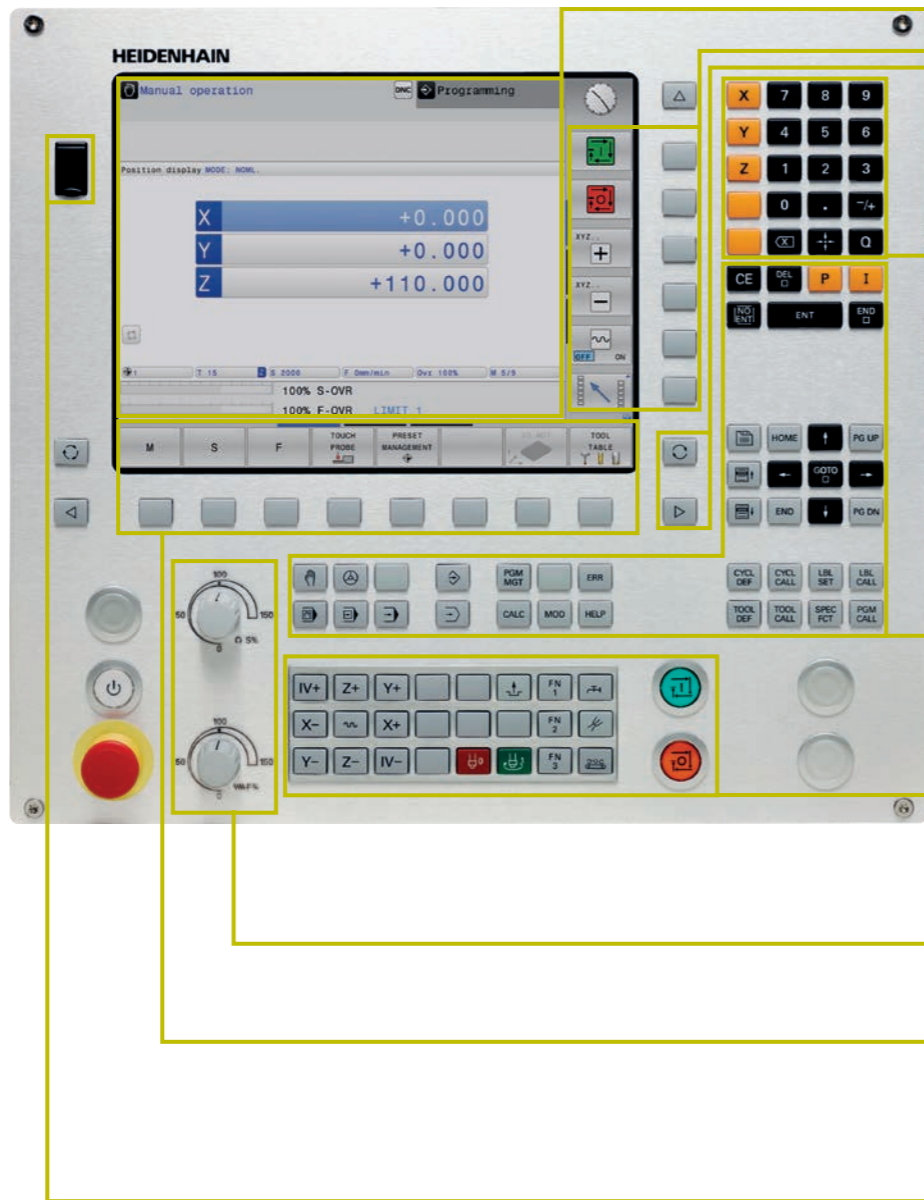 HEIDENHAIN
Manual operation
DNC
Programming
Position display MODE: NOML.
X +0.000
Y +0.000
Z +110.000
XYZ..
+
XYZ..
−
OFF ON
1 T 15 Z S 2000 F 0mm/min Ovr 100% M 5/9
100% S-OVR
100% F-OVR LIMIT 1
M
S
F
TOUCH
PROBE
PRESET
MANAGEMENT
TOOL
TABLE
X 7 8 9
Y 4 5 6
Z 1 2 3
0 . −/+
X Q
CE DEL P I
NO
ENT
ENT
END
HOME PG UP
GOTO
END PG DN
PGM
MGT
ERR
CALC MOD HELP
CYCL
DEF
CYCL
CALL
LBL
SET
LBL
CALL
TOOL
DEF
TOOL
CALL
SPEC
FCT
PGM
CALL
100
50 150
0
S%
100
50 150
0
WW F%
IV+ Z+ Y+ FN
1
X− X+ FN
2
Y− Z− IV− 0 FN
3
I
O